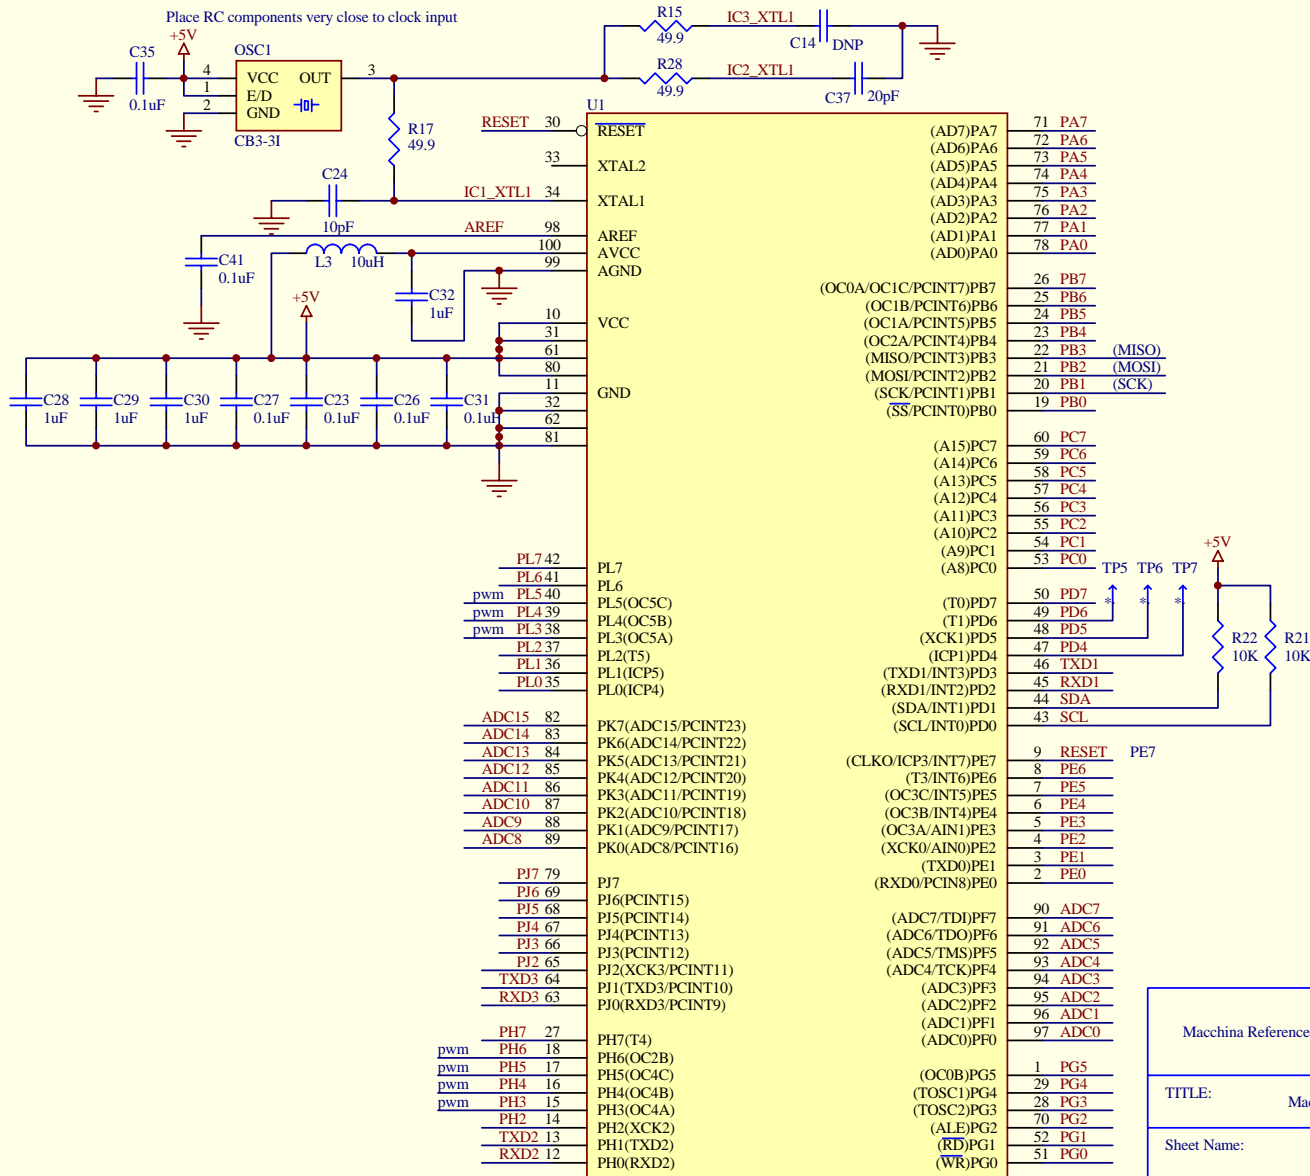 Place RC components very close to clock input
+5V
C35
0.1uF
OSC1
4 VCC OUT 3
1 E/D
2 GND
CB3-3I
R15
49.9
IC3_XTL1
C14 DNP
R28
49.9
IC2_XTL1
C37 20pF
R17
49.9
C24
10pF
IC1_XTL1
C41
0.1uF
AREF
L3 10uH
C32
1uF
+5V
C28
1uF
C29
1uF
C30
1uF
C27
0.1uF
C23
0.1uF
C26
0.1uF
C31
0.1uF
U1
RESET 30 RESET
33 XTAL2
34 XTAL1
98 AREF
100 AVCC
99 AGND
10 VCC
31
61
80
11 GND
32
62
81
PL7 42 PL7
PL6 41 PL6
pwm PL5 40 PL5(OC5C)
pwm PL4 39 PL4(OC5B)
pwm PL3 38 PL3(OC5A)
PL2 37 PL2(T5)
PL1 36 PL1(ICP5)
PL0 35 PL0(ICP4)
ADC15 82 PK7(ADC15/PCINT23)
ADC14 83 PK6(ADC14/PCINT22)
ADC13 84 PK5(ADC13/PCINT21)
ADC12 85 PK4(ADC12/PCINT20)
ADC11 86 PK3(ADC11/PCINT19)
ADC10 87 PK2(ADC10/PCINT18)
ADC9 88 PK1(ADC9/PCINT17)
ADC8 89 PK0(ADC8/PCINT16)
PJ7 79 PJ7
PJ6 69 PJ6(PCINT15)
PJ5 68 PJ5(PCINT14)
PJ4 67 PJ4(PCINT13)
PJ3 66 PJ3(PCINT12)
PJ2 65 PJ2(XCK3/PCINT11)
TXD3 64 PJ1(TXD3/PCINT10)
RXD3 63 PJ0(RXD3/PCINT9)
PH7 27 PH7(T4)
pwm PH6 18 PH6(OC2B)
pwm PH5 17 PH5(OC4C)
pwm PH4 16 PH4(OC4B)
pwm PH3 15 PH3(OC4A)
PH2 14 PH2(XCK2)
TXD2 13 PH1(TXD2)
RXD2 12 PH0(RXD2)
(AD7)PA7 71 PA7
(AD6)PA6 72 PA6
(AD5)PA5 73 PA5
(AD4)PA4 74 PA4
(AD3)PA3 75 PA3
(AD2)PA2 76 PA2
(AD1)PA1 77 PA1
(AD0)PA0 78 PA0
(OC0A/OC1C/PCINT7)PB7 26 PB7
(OC1B/PCINT6)PB6 25 PB6
(OC1A/PCINT5)PB5 24 PB5
(OC2A/PCINT4)PB4 23 PB4
(MISO/PCINT3)PB3 22 PB3 (MISO)
(MOSI/PCINT2)PB2 21 PB2 (MOSI)
(SCK/PCINT1)PB1 20 PB1 (SCK)
(SS/PCINT0)PB0 19 PB0
(A15)PC7 60 PC7
(A14)PC6 59 PC6
(A13)PC5 58 PC5
(A12)PC4 57 PC4
(A11)PC3 56 PC3
(A10)PC2 55 PC2
(A9)PC1 54 PC1
(A8)PC0 53 PC0
TP5 TP6 TP7
* * *
+5V
R22
10K
R21
10K
(T0)PD7 50 PD7
(T1)PD6 49 PD6
(XCK1)PD5 48 PD5
(ICP1)PD4 47 PD4
(TXD1/INT3)PD3 46 TXD1
(RXD1/INT2)PD2 45 RXD1
(SDA/INT1)PD1 44 SDA
(SCL/INT0)PD0 43 SCL
(CLKO/ICP3/INT7)PE7 9 RESET PE7
(T3/INT6)PE6 8 PE6
(OC3C/INT5)PE5 7 PE5
(OC3B/INT4)PE4 6 PE4
(OC3A/AIN1)PE3 5 PE3
(XCK0/AIN0)PE2 4 PE2
(TXD0)PE1 3 PE1
(RXD0/PCIN8)PE0 2 PE0
(ADC7/TDI)PF7 90 ADC7
(ADC6/TDO)PF6 91 ADC6
(ADC5/TMS)PF5 92 ADC5
(ADC4/TCK)PF4 93 ADC4
(ADC3)PF3 94 ADC3
(ADC2)PF2 95 ADC2
(ADC1)PF1 96 ADC1
(ADC0)PF0 97 ADC0
(OC0B)PG5 1 PG5
(TOSC1)PG4 29 PG4
(TOSC2)PG3 28 PG3
(ALE)PG2 70 PG2
(RD)PG1 52 PG1
(WR)PG0 51 PG0
Macchina Reference
TITLE:
Mac
Sheet Name: